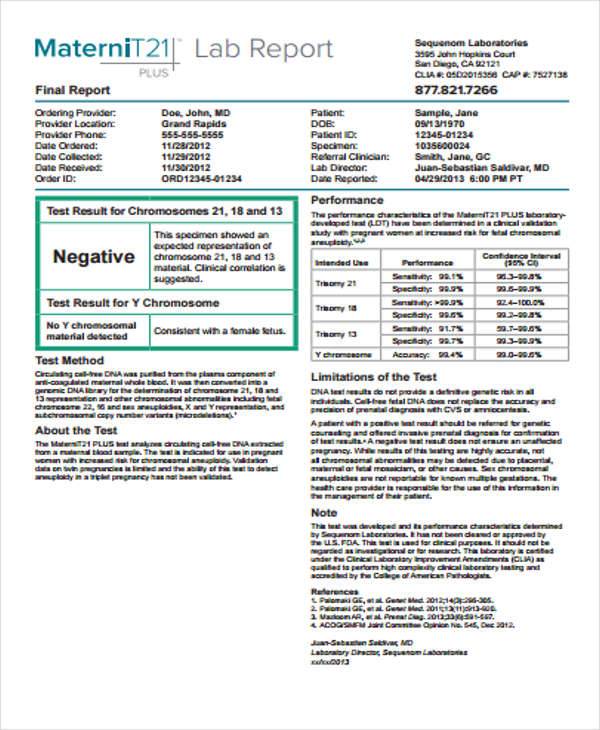 MaterniT21 Lab Report
PLUS
Sequenom Laboratories
3595 John Hopkins Court
San Diego, CA 92121
CLIA #: 05D2015356 CAP #: 7527138
Final Report
877.821.7266
Ordering Provider: Doe, John, MD
Provider Location: Grand Rapids
Provider Phone: 555-555-5555
Date Ordered: 11/28/2012
Date Collected: 11/29/2012
Date Received: 11/30/2012
Order ID: ORD12345-01234
Patient: Sample, Jane
DOB: 09/13/1970
Patient ID: 12345-01234
Specimen: 1035600024
Referral Clinician: Smith, Jane, GC
Lab Director: Juan-Sebastian Saldivar, MD
Date Reported: 04/29/2013 6:00 PM PT
Test Result for Chromosomes 21, 18 and 13
Negative
This specimen showed an
expected representation of
chromosome 21, 18 and 13
material. Clinical correlation is
suggested.
Test Result for Y Chromosome
No Y chromosomal
material detected
Consistent with a female fetus.
Test Method
Circulating cell-free DNA was purified from the plasma component of
anti-coagulated maternal whole blood. It was then converted into a
genomic DNA library for the determination of chromosome 21, 18 and
13 representation and other chromosomal abnormalities including fetal
chromosome 22, 16 and sex aneuploidies, X and Y representation, and
subchromosomal copy number variants (microdeletions).
About the Test
The MaterniT21 PLUS test analyzes circulating cell-free DNA extracted
from a maternal blood sample. The test is indicated for use in pregnant
women with increased risk for chromosomal aneuploidy. Validation
data on twin pregnancies is limited and the ability of this test to detect
aneuploidy in a triplet pregnancy has not been validated.
Performance
The performance characteristics of the MaterniT21 PLUS laboratory-
developed test (LDT) have been determined in a clinical validation
study with pregnant women at increased risk for fetal chromosomal
aneuploidy.
Intended Use Performance Confidence Interval
(95% CI)
Trisomy 21 Sensitivity: 99.1% 96.3–99.8%
Specificity: 99.9% 99.6–99.9%
Trisomy 18 Sensitivity: >99.9% 92.4–100.0%
Specificity: 99.6% 99.2–99.8%
Trisomy 13 Sensitivity: 91.7% 59.7–99.6%
Specificity: 99.7% 99.3–99.9%
Y chromosome Accuracy: 99.4% 99.0–99.6%
Limitations of the Test
DNA test results do not provide a definitive genetic risk in all
individuals. Cell-free fetal DNA does not replace the accuracy and
precision of prenatal diagnosis with CVS or amniocentesis.
A patient with a positive test result should be referred for genetic
counseling and offered invasive prenatal diagnosis for confirmation
of test results. A negative test result does not ensure an unaffected
pregnancy. While results of this testing are highly accurate, not
all chromosomal abnormalities may be detected due to placental,
maternal or fetal mosaicism, or other causes. Sex chromosomal
aneuploidies are not reportable for known multiple gestations. The
health care provider is responsible for the use of this information in
the management of their patient.
Note
This test was developed and its performance characteristics determined
by Sequenom Laboratories. It has not been cleared or approved by
the U.S. FDA. This test is used for clinical purposes. It should not be
regarded as investigational or for research. This laboratory is certified
under the Clinical Laboratory Improvement Amendments (CLIA) as
qualified to perform high complexity clinical laboratory testing and
accredited by the College of American Pathologists.
References
1. Palomaki GE, et al. Genet Med. 2012;14(3):296-305.
2. Palomaki GE, et al. Genet Med. 2011;13(11):913-920.
3. Mazloom AR, et al. Prenat Diag. 2013;33(6):591-597.
4. ACOG/SMFM Joint Committee Opinion No. 545, Dec 2012.
Juan-Sebastian Saldivar, MD
Laboratory Director, Sequenom Laboratories
xx/xx/2013